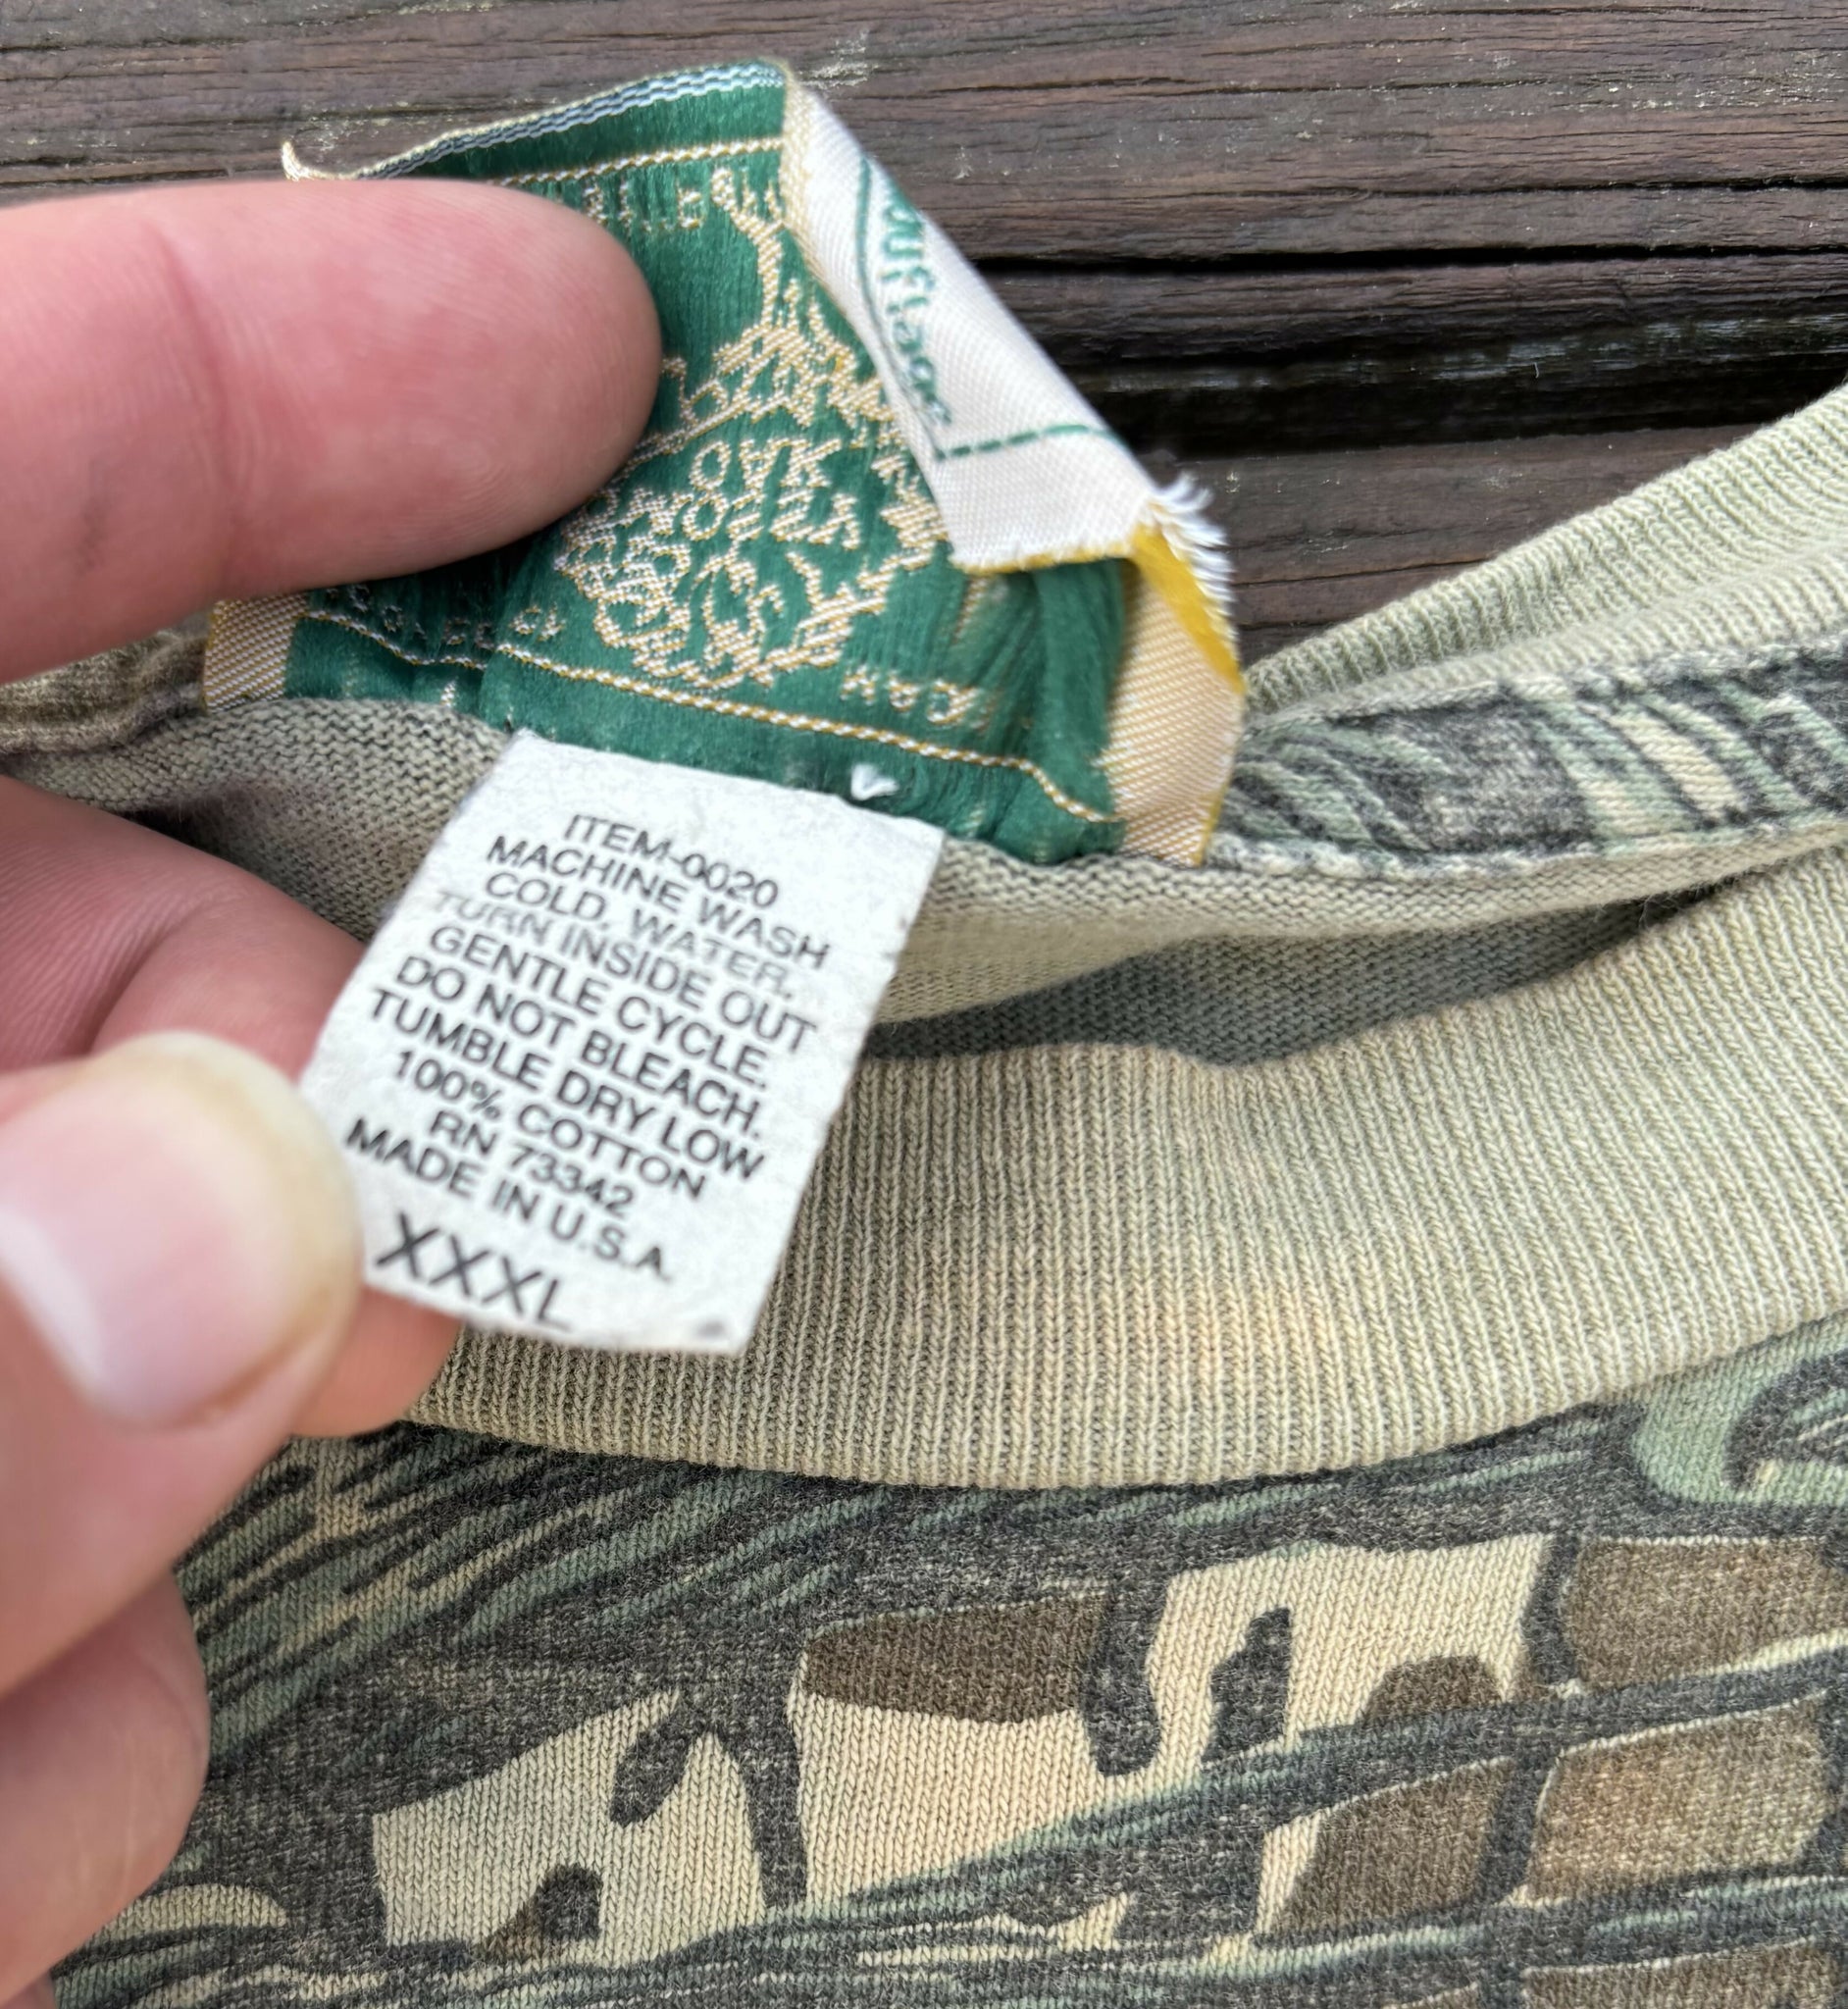 ITEM-0020
MACHINE WASH
COLD, WATER.
TURN INSIDE OUT
GENTLE CYCLE.
DO NOT BLEACH.
TUMBLE DRY LOW
100% COTTON
RN 73342
MADE IN U.S.A.
XXXL